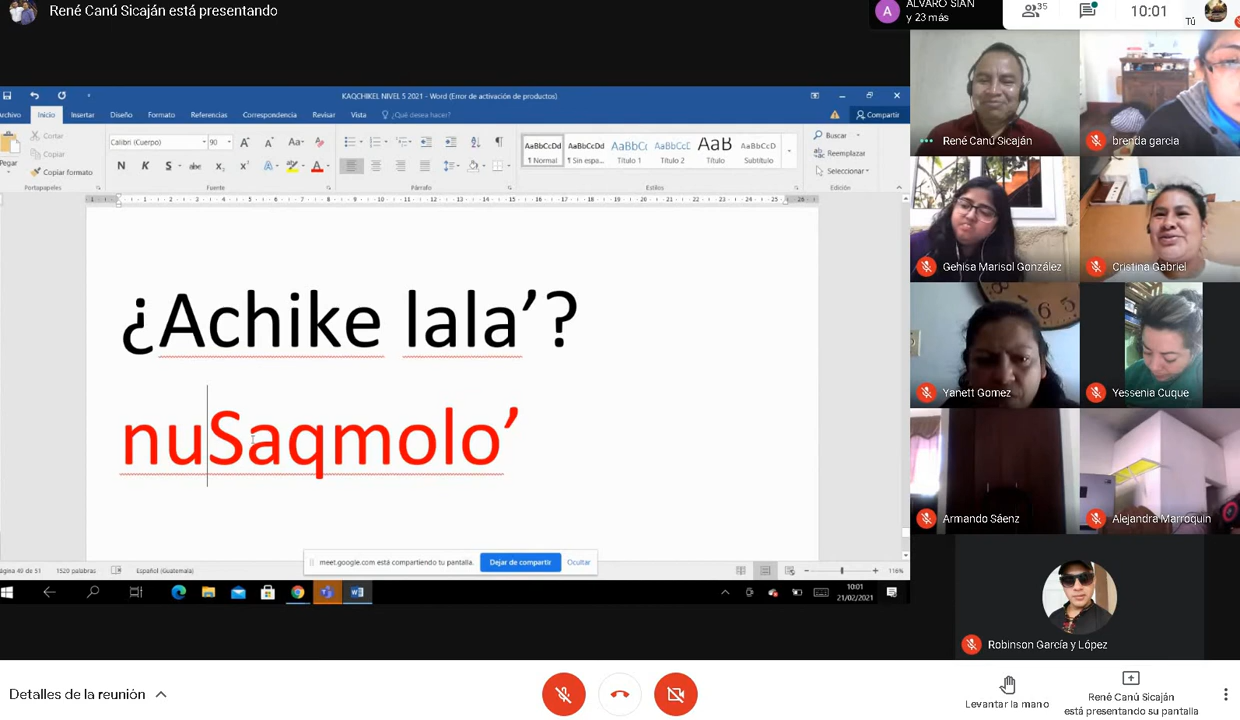 René Canú Sicaján está presentando
ALVARO SIAN
y 23 más
35
10:01
Tú
KAQCHIKEL NIVEL 5 2021 - Word (Error de activación de productos)
Archivo Inicio Insertar Diseño Formato Referencias Correspondencia Revisar Vista ¿Qué desea hacer? Compartir
Pegar
Cortar
Copiar
Copiar formato
Portapapeles
Calibri (Cuerpo) 90
Fuente
Párrafo
AaBbCcDd AaBbCcDd AaBbCc AaBbCcC AaB AaBbCcD
¶ Normal ¶ Sin espa... Título 1 Título 2 Título Subtítulo
Estilos
Buscar
Reemplazar
Seleccionar
Edición
¿Achike lala’?
nuSaqmolo’
meet.google.com está compartiendo tu pantalla. Dejar de compartir Ocultar
Página 49 de 51 1520 palabras Español (Guatemala) 116%
10:01
21/02/2021
René Canú Sicaján
brenda garcia
Gehisa Marisol González
Cristina Gabriel
Yanett Gomez
Yessenia Cuque
Armando Sáenz
Alejandra Marroquin
Robinson García y López
Detalles de la reunión
Levantar la mano
René Canú Sicaján
está presentando su pantalla